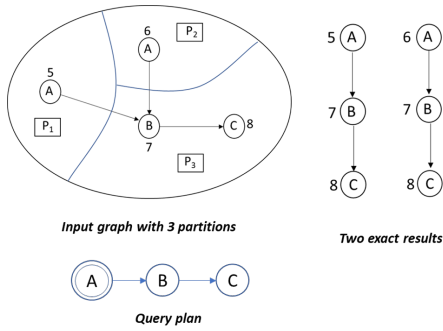 6
A
P2
5
A
P1
B
7
C 8
P3
Input graph with 3 partitions
A B C
Query plan
5 A
7 B
8 C
6 A
7 B
8 C
Two exact results